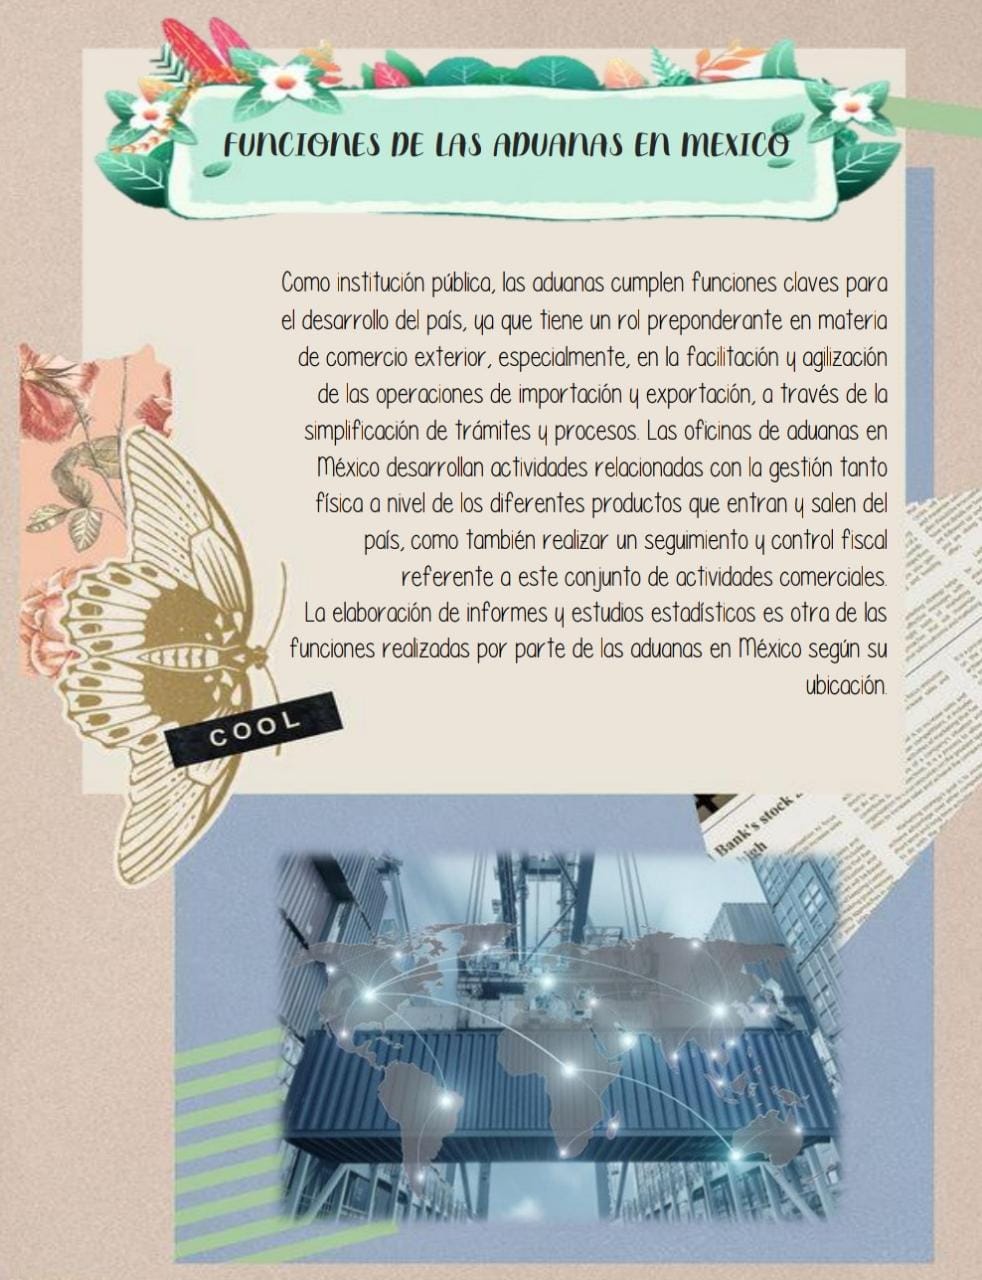 FUNCIONES DE LAS ADUANAS EN MEXICO
Como institución pública, las aduanas cumplen funciones claves para
el desarrollo del país, ya que tiene un rol preponderante en materia
de comercio exterior, especialmente, en la facilitación y agilización
de las operaciones de importación y exportación, a través de la
simplificación de trámites y procesos. Las oficinas de aduanas en
México desarrollan actividades relacionadas con la gestión tanto
física a nivel de los diferentes productos que entran y salen del
país, como también realizar un seguimiento y control fiscal
referente a este conjunto de actividades comerciales.
La elaboración de informes y estudios estadísticos es otra de las
funciones realizadas por parte de las aduanas en México según su
ubicación.
COOL
Bank's stock